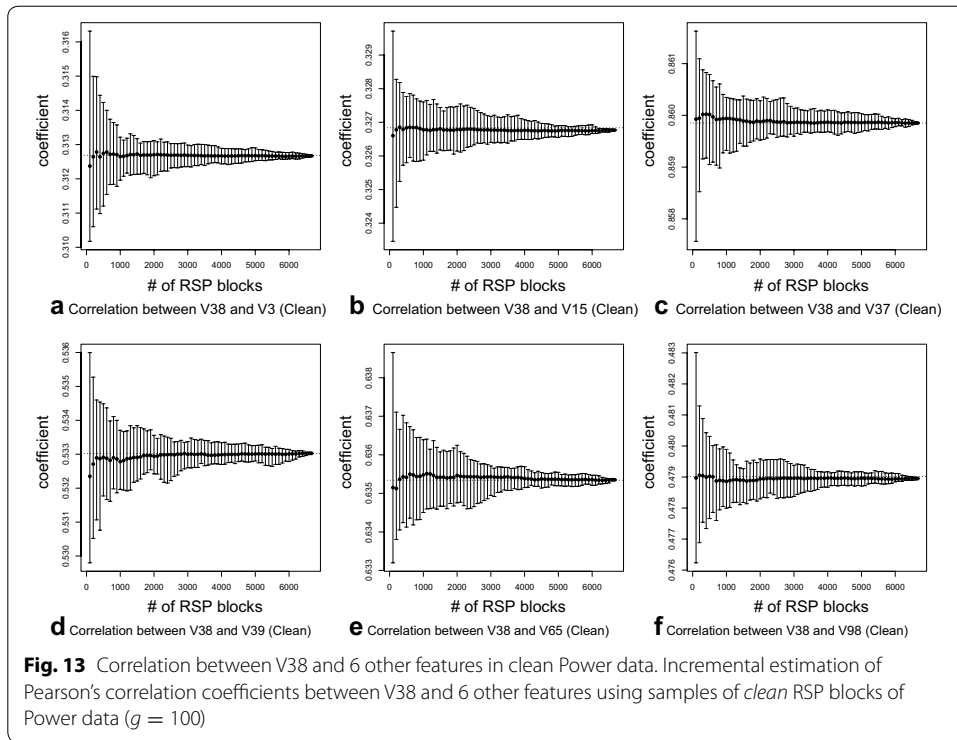 coefficient
0.310 0.311 0.312 0.313 0.314 0.315 0.316
0 1000 2000 3000 4000 5000 6000
# of RSP blocks
a Correlation between V38 and V3 (Clean)
coefficient
0.324 0.325 0.326 0.327 0.328 0.329
0 1000 2000 3000 4000 5000 6000
# of RSP blocks
b Correlation between V38 and V15 (Clean)
coefficient
0.858 0.859 0.860 0.861
0 1000 2000 3000 4000 5000 6000
# of RSP blocks
c Correlation between V38 and V37 (Clean)
coefficient
0.530 0.531 0.532 0.533 0.534 0.535 0.536
0 1000 2000 3000 4000 5000 6000
# of RSP blocks
d Correlation between V38 and V39 (Clean)
coefficient
0.633 0.634 0.635 0.636 0.637 0.638
0 1000 2000 3000 4000 5000 6000
# of RSP blocks
e Correlation between V38 and V65 (Clean)
coefficient
0.476 0.477 0.478 0.479 0.480 0.481 0.482 0.483
0 1000 2000 3000 4000 5000 6000
# of RSP blocks
f Correlation between V38 and V98 (Clean)
Fig. 13 Correlation between V38 and 6 other features in clean Power data. Incremental estimation of
Pearson's correlation coefficients between V38 and 6 other features using samples of clean RSP blocks of
Power data (g = 100)